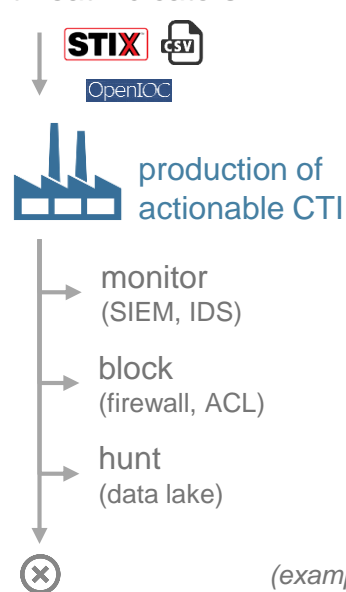 STIX
CSV
OpenIOC
production of
actionable CTI
monitor
(SIEM, IDS)
block
(firewall, ACL)
hunt
(data lake)